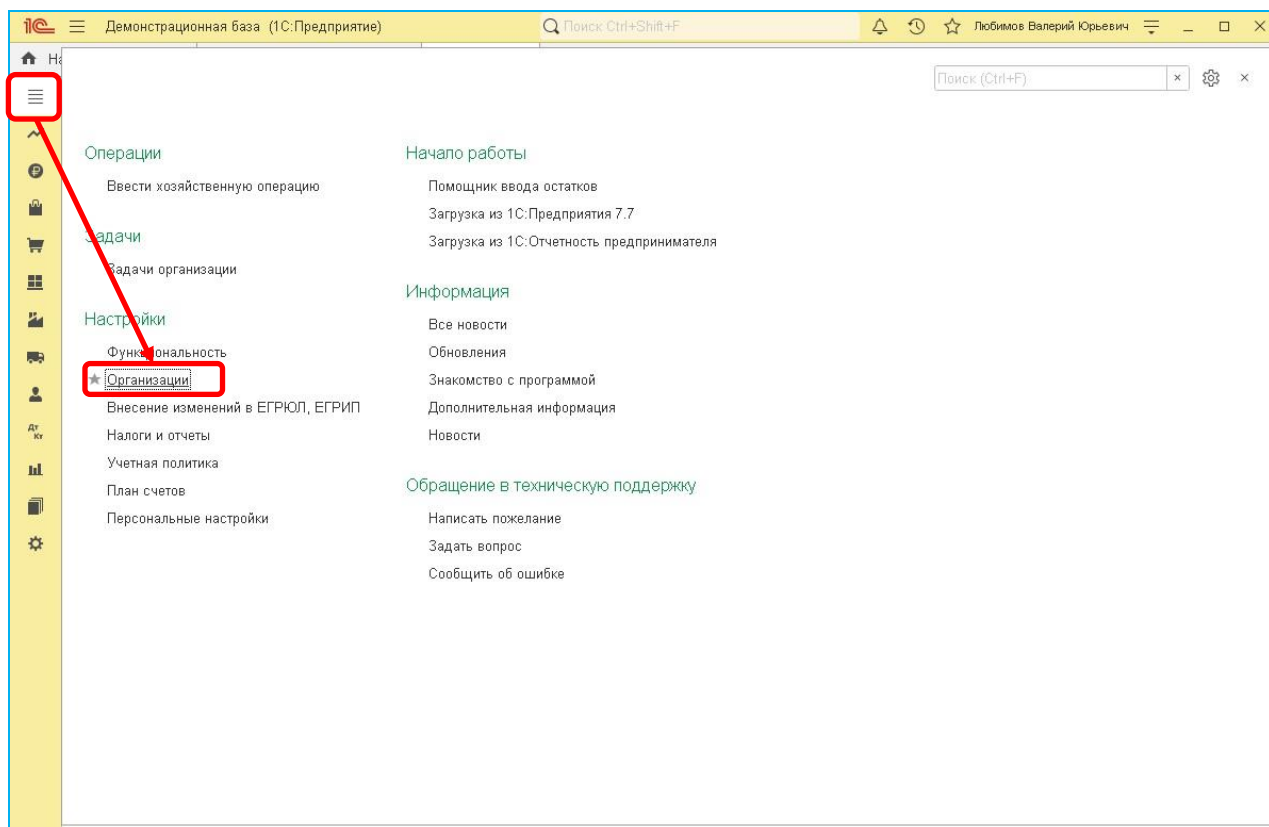 1С Демонстрационная база (1С:Предприятие) Поиск Ctrl+Shift+F Любимов Валерий Юрьевич
Поиск (Ctrl+F)
Операции
Ввести хозяйственную операцию
Задачи
Задачи организации
Настройки
Функциональность
Организации
Внесение изменений в ЕГРЮЛ, ЕГРИП
Налоги и отчеты
Учетная политика
План счетов
Персональные настройки
Начало работы
Помощник ввода остатков
Загрузка из 1С:Предприятия 7.7
Загрузка из 1С:Отчетность предпринимателя
Информация
Все новости
Обновления
Знакомство с программой
Дополнительная информация
Новости
Обращение в техническую поддержку
Написать пожелание
Задать вопрос
Сообщить об ошибке
Дт
Кт